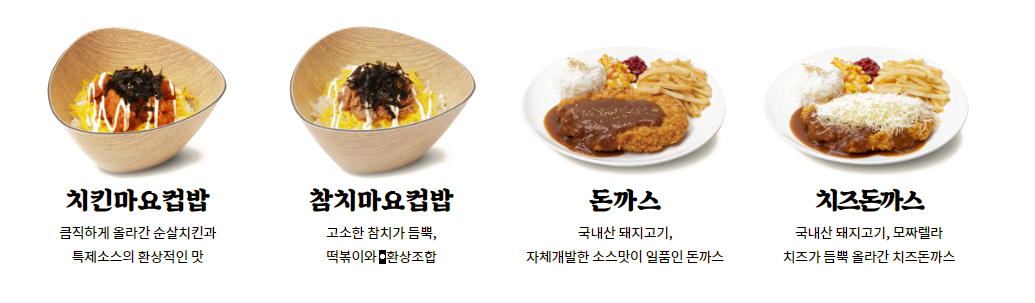 치킨마요컵밥
큼직하게 올라간 순살치킨과
특제소스의 환상적인 맛
참치마요컵밥
고소한 참치가 듬뿍,
떡볶이와 환상조합
돈까스
국내산 돼지고기,
자체개발한 소스맛이 일품인 돈까스
치즈돈까스
국내산 돼지고기, 모짜렐라
치즈가 듬뿍 올라간 치즈돈까스